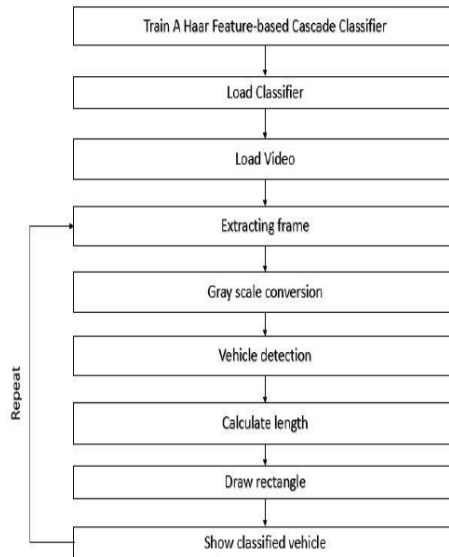 Train A Haar Feature-based Cascade Classifier
Load Classifier
Load Video
Extracting frame
Gray scale conversion
Vehicle detection
Calculate length
Draw rectangle
Show classified vehicle
Repeat